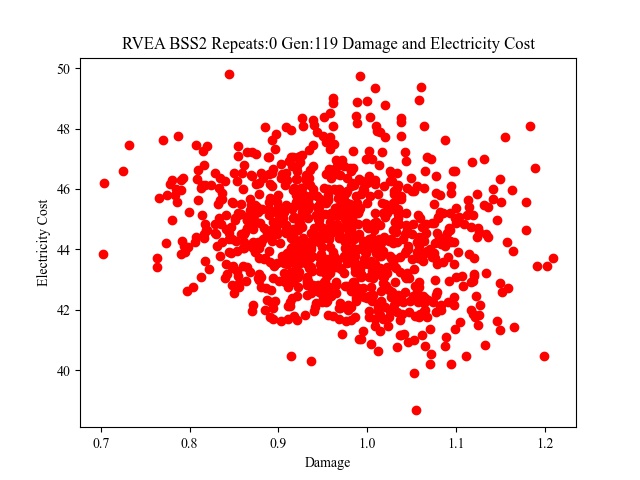 RVEA BSS2 Repeats:0 Gen:119 Damage and Electricity Cost
50
48
46
44
42
40
Electricity Cost
0.7 0.8 0.9 1.0 1.1 1.2
Damage